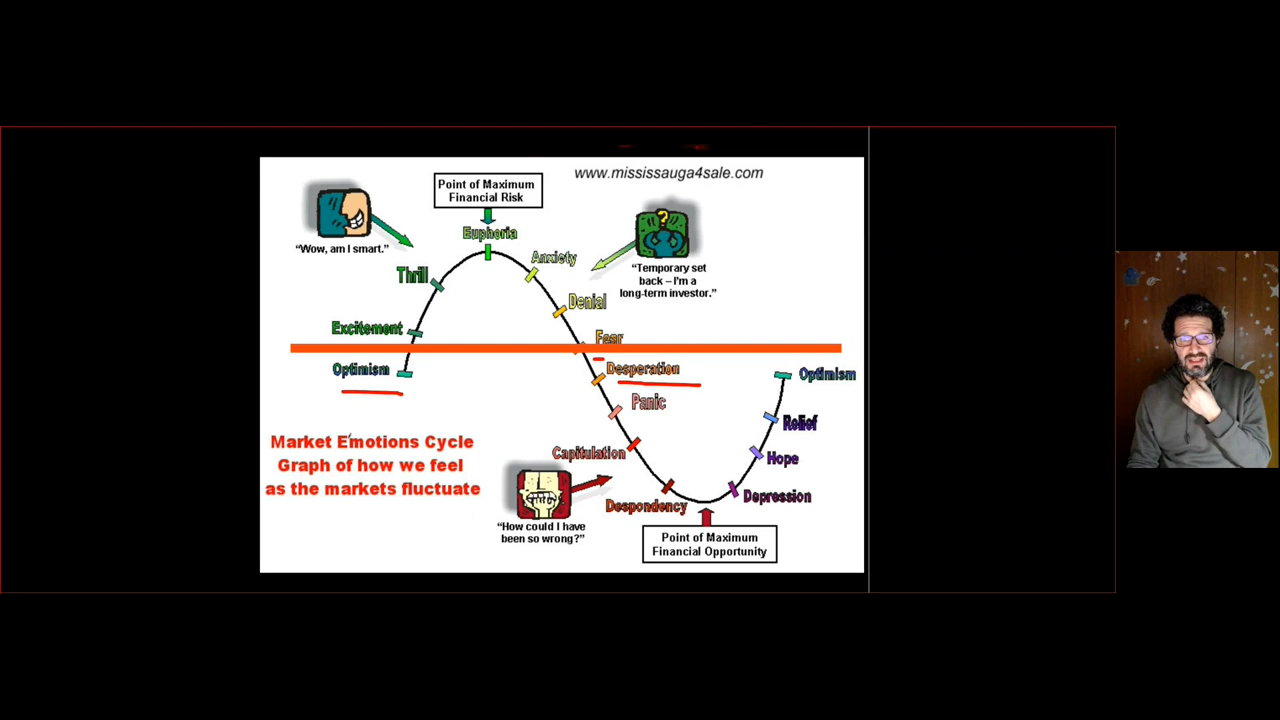 www.mississauga4sale.com
Point of Maximum
Financial Risk
Euphoria
"Wow, am I smart."
Anxiety
Thrill
"Temporary set
back – I'm a
long-term investor."
Denial
Excitement
Fear
Optimism
Desperation
Optimism
Panic
Relief
Market Emotions Cycle
Graph of how we feel
as the markets fluctuate
Capitulation
Hope
Despondency
Depression
"How could I have
been so wrong?"
Point of Maximum
Financial Opportunity